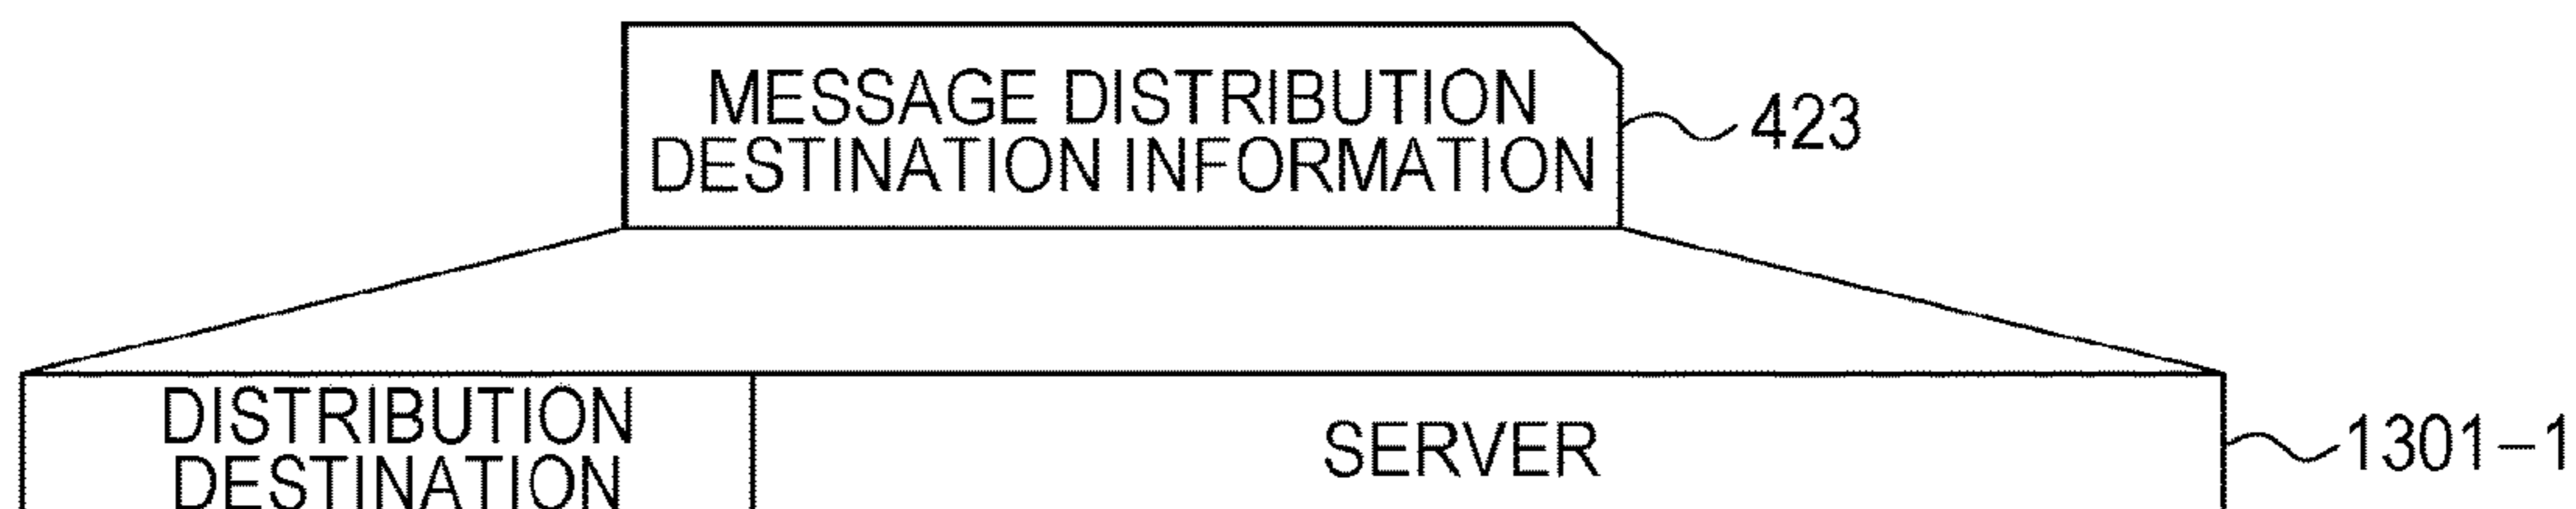 MESSAGE DISTRIBUTION
DESTINATION INFORMATION
423
DISTRIBUTION
DESTINATION
SERVER
1301-1